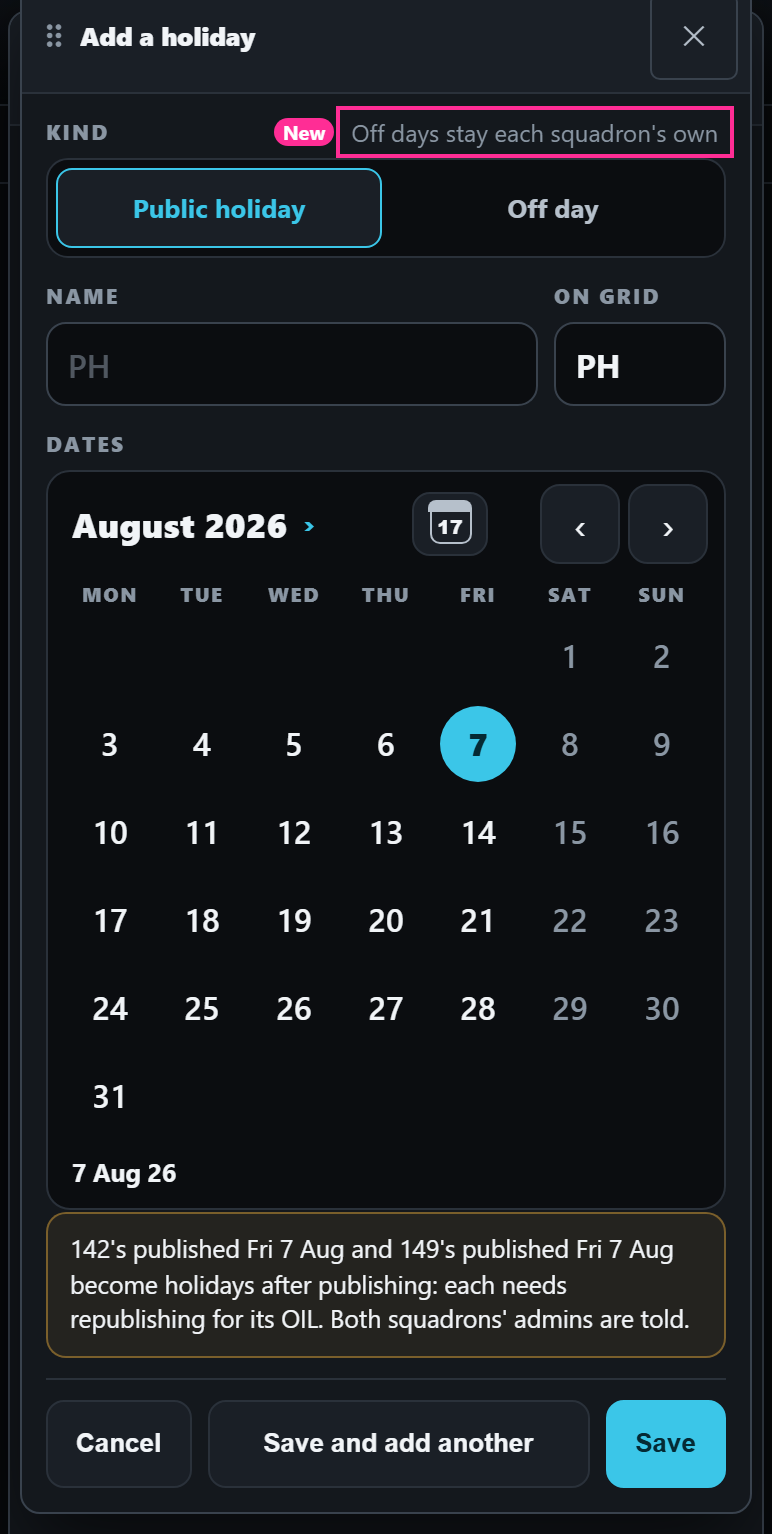 Add a holiday
KIND
New
Off days stay each squadron's own
Public holiday
Off day
NAME
ON GRID
PH
PH
DATES
August 2026 ›
17
‹
›
MON TUE WED THU FRI SAT SUN
1 2
3 4 5 6 7 8 9
10 11 12 13 14 15 16
17 18 19 20 21 22 23
24 25 26 27 28 29 30
31
7 Aug 26
142's published Fri 7 Aug and 149's published Fri 7 Aug
become holidays after publishing: each needs
republishing for its OIL. Both squadrons' admins are told.
Cancel
Save and add another
Save